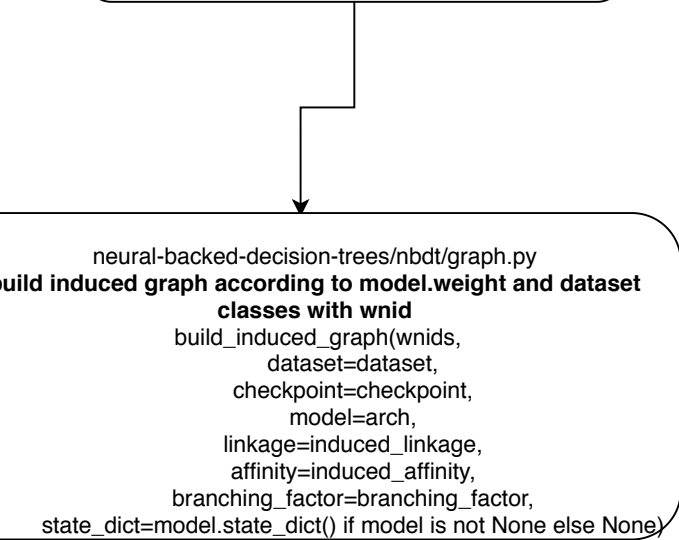 neural-backed-decision-trees/nbdt/graph.py
build induced graph according to model.weight and dataset
classes with wnid
build_induced_graph(wnids,
dataset=dataset,
checkpoint=checkpoint,
model=arch,
linkage=induced_linkage,
affinity=induced_affinity,
branching_factor=branching_factor,
state_dict=model.state_dict() if model is not None else None)